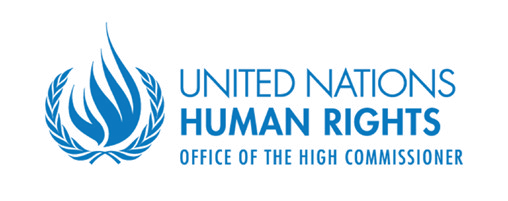 UNITED NATIONS
HUMAN RIGHTS
OFFICE OF THE HIGH COMMISSIONER